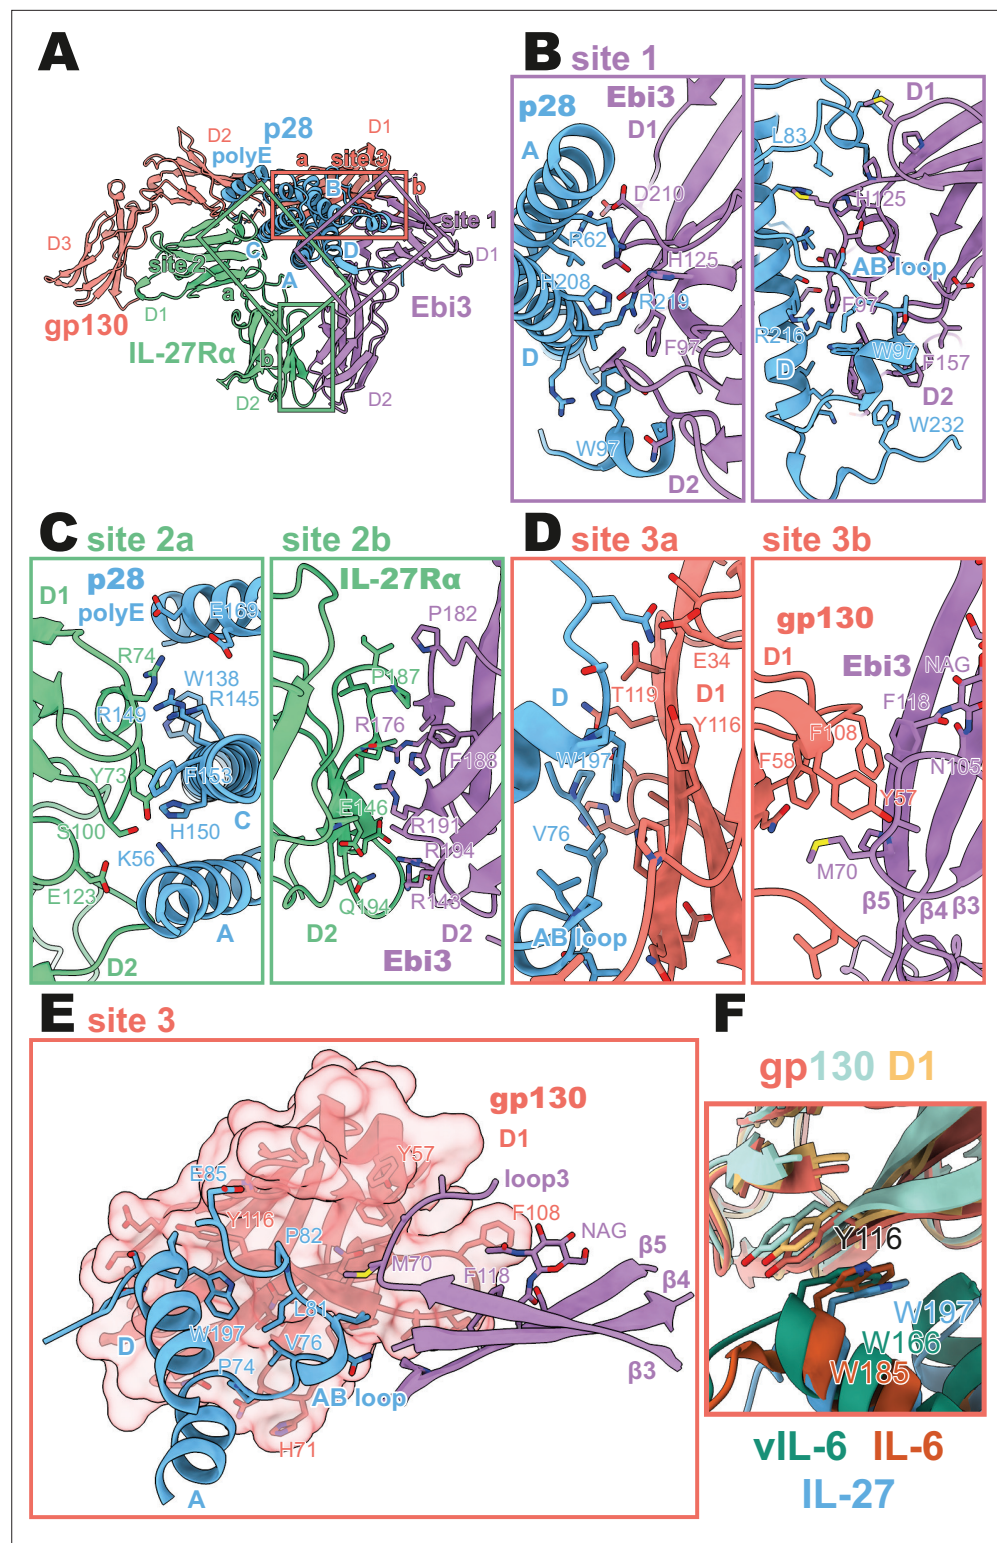 A
D2
p28
D1
polyE
a
site 3
B
b
site 1
D3
C
D
D1
site 2
A
a
Ebi3
gp130
D1
IL-27Rα
b
D2
D2
B site 1
p28
Ebi3
D1
A
D210
R62
H125
H208
R219
F97
D
W97
D2
D1
L83
H125
AB loop
F97
R216
W97
D
F157
D2
W232
C site 2a
p28
D1
polyE
E169
R74
W138
R145
R149
Y73
F153
S100
H150
C
K56
E123
A
D2
site 2b
IL-27Rα
P182
P187
R176
F188
E146
R191
R194
R143
Q194
D2
D2
Ebi3
D site 3a
E34
D
T119
D1
Y116
W197
V76
AB loop
site 3b
gp130
D1
Ebi3
NAG
F118
F108
F58
N105
Y57
M70
β5
β4
β3
E site 3
gp130
D1
Y57
E85
loop3
Y116
F108
P82
NAG
β5
M70
F118
β4
L81
W197
D
V76
P74
β3
AB loop
H71
A
F
gp130 D1
Y116
W197
W166
W185
vIL-6 IL-6
IL-27